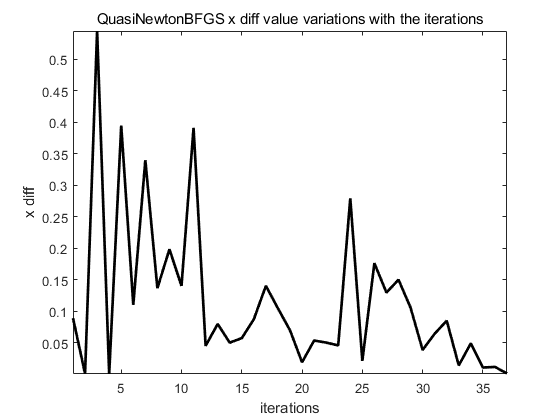 QuasiNewtonBFGS x diff value variations with the iterations
0.5
0.45
0.4
0.35
0.3
0.25
0.2
0.15
0.1
0.05
x diff
5 10 15 20 25 30 35
iterations